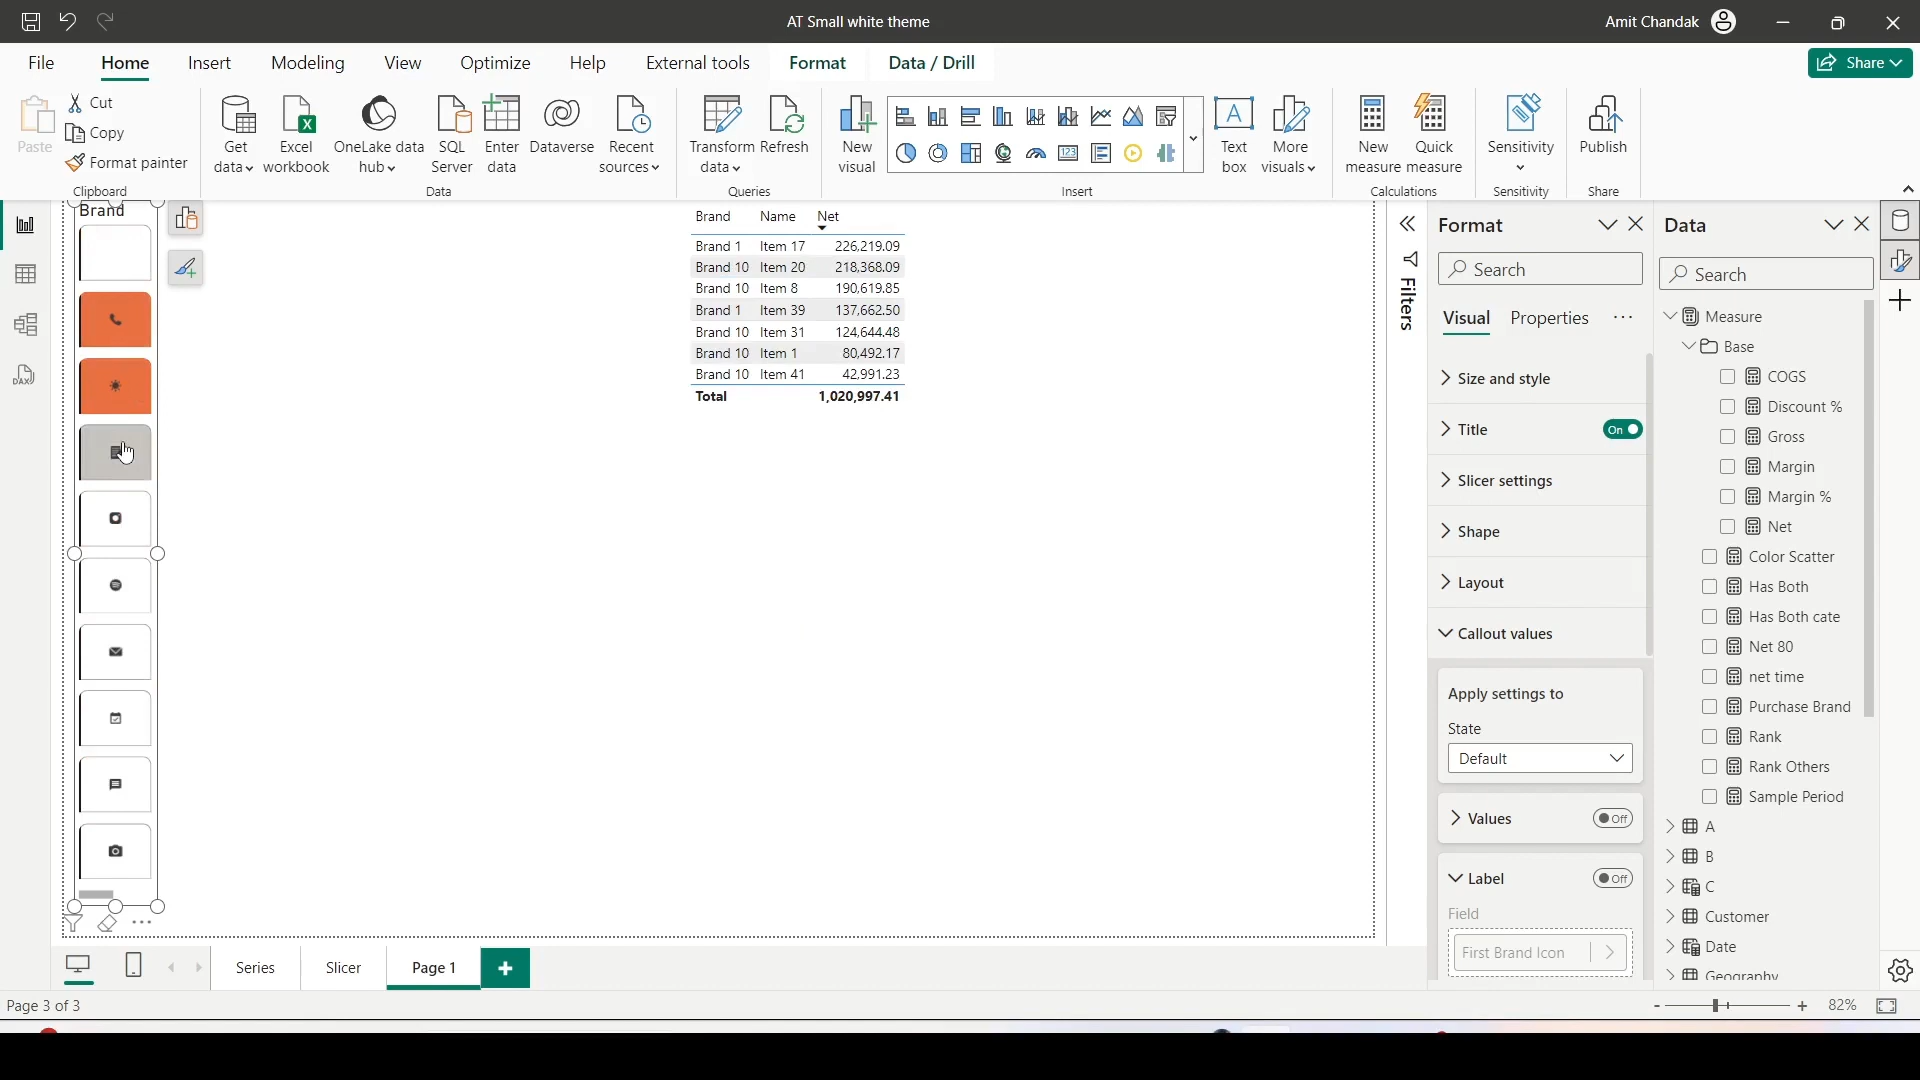 AT Small white theme
Amit Chandak
File Home Insert Modeling View Optimize Help External tools Format Data / Drill
Share
Paste
Cut
Copy
Format painter
Clipboard
Get data
Excel workbook
OneLake data hub
SQL Server
Enter data
Dataverse
Recent sources
Data
Transform data
Refresh
Queries
New visual
Text box
More visuals
Insert
New measure
Quick measure
Calculations
Sensitivity
Sensitivity
Publish
Share
Brand
Brand Name Net
Brand 1 Item 17 226,219.09
Brand 10 Item 20 218,368.09
Brand 10 Item 8 190,619.85
Brand 1 Item 39 137,662.50
Brand 10 Item 31 124,644.48
Brand 10 Item 1 80,492.17
Brand 10 Item 41 42,991.23
Total 1,020,997.41
Filters
Format
Search
Visual Properties
Size and style
Title On
Slicer settings
Shape
Layout
Callout values
Apply settings to
State
Default
Values Off
Label Off
Field
First Brand Icon
Data
Search
Measure
Base
COGS
Discount %
Gross
Margin
Margin %
Net
Color Scatter
Has Both
Has Both cate
Net 80
net time
Purchase Brand
Rank
Rank Others
Sample Period
A
B
C
Customer
Date
Geography
Series Slicer Page 1
Page 3 of 3
82%